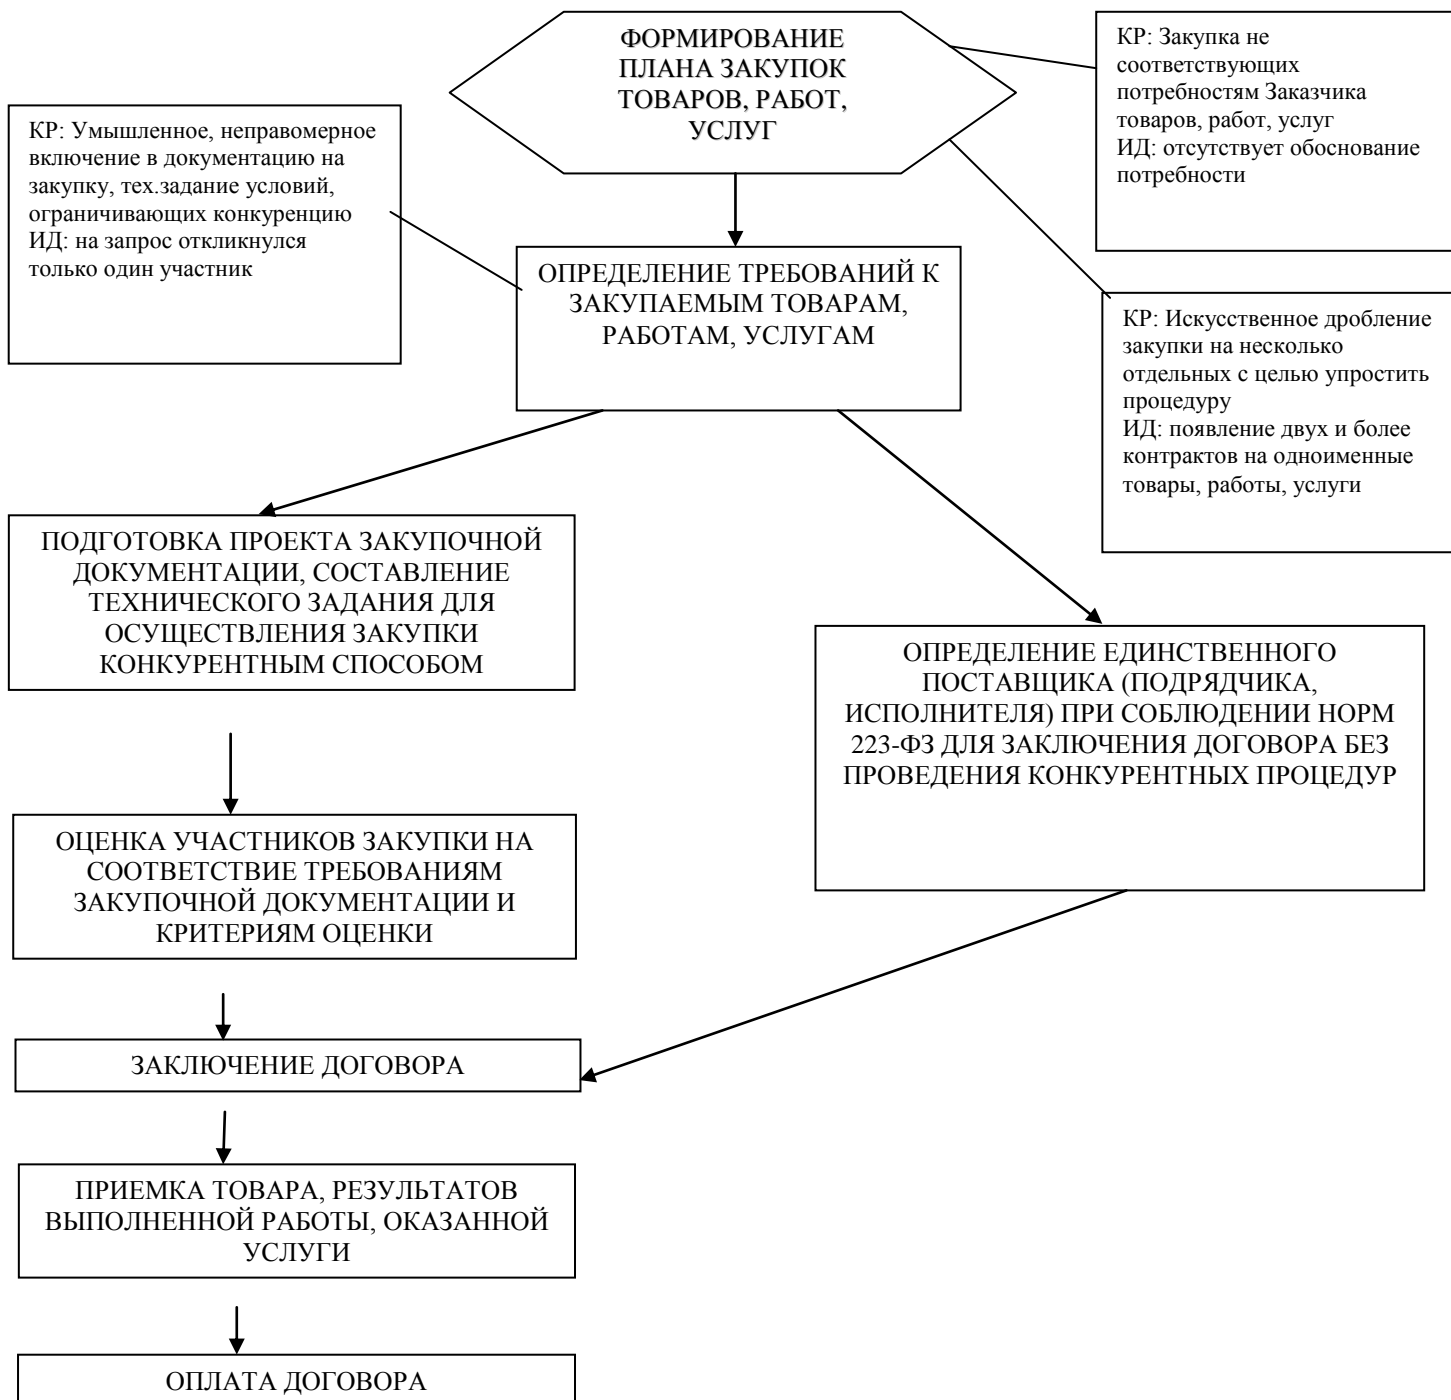 ФОРМИРОВАНИЕ
ПЛАНА ЗАКУПОК
ТОВАРОВ, РАБОТ,
УСЛУГ
КР: Закупка не
соответствующих
потребностям Заказчика
товаров, работ, услуг
ИД: отсутствует обоснование
потребности
КР: Умышленное, неправомерное
включение в документацию на
закупку, тех.задание условий,
ограничивающих конкуренцию
ИД: на запрос откликнулся
только один участник
ОПРЕДЕЛЕНИЕ ТРЕБОВАНИЙ К
ЗАКУПАЕМЫМ ТОВАРАМ,
РАБОТАМ, УСЛУГАМ
КР: Искусственное дробление
закупки на несколько
отдельных с целью упростить
процедуру
ИД: появление двух и более
контрактов на одноименные
товары, работы, услуги
ПОДГОТОВКА ПРОЕКТА ЗАКУПОЧНОЙ
ДОКУМЕНТАЦИИ, СОСТАВЛЕНИЕ
ТЕХНИЧЕСКОГО ЗАДАНИЯ ДЛЯ
ОСУЩЕСТВЛЕНИЯ ЗАКУПКИ
КОНКУРЕНТНЫМ СПОСОБОМ
ОПРЕДЕЛЕНИЕ ЕДИНСТВЕННОГО
ПОСТАВЩИКА (ПОДРЯДЧИКА,
ИСПОЛНИТЕЛЯ) ПРИ СОБЛЮДЕНИИ НОРМ
223-ФЗ ДЛЯ ЗАКЛЮЧЕНИЯ ДОГОВОРА БЕЗ
ПРОВЕДЕНИЯ КОНКУРЕНТНЫХ ПРОЦЕДУР
ОЦЕНКА УЧАСТНИКОВ ЗАКУПКИ НА
СООТВЕТСТВИЕ ТРЕБОВАНИЯМ
ЗАКУПОЧНОЙ ДОКУМЕНТАЦИИ И
КРИТЕРИЯМ ОЦЕНКИ
ЗАКЛЮЧЕНИЕ ДОГОВОРА
ПРИЕМКА ТОВАРА, РЕЗУЛЬТАТОВ
ВЫПОЛНЕННОЙ РАБОТЫ, ОКАЗАННОЙ
УСЛУГИ
ОПЛАТА ДОГОВОРА